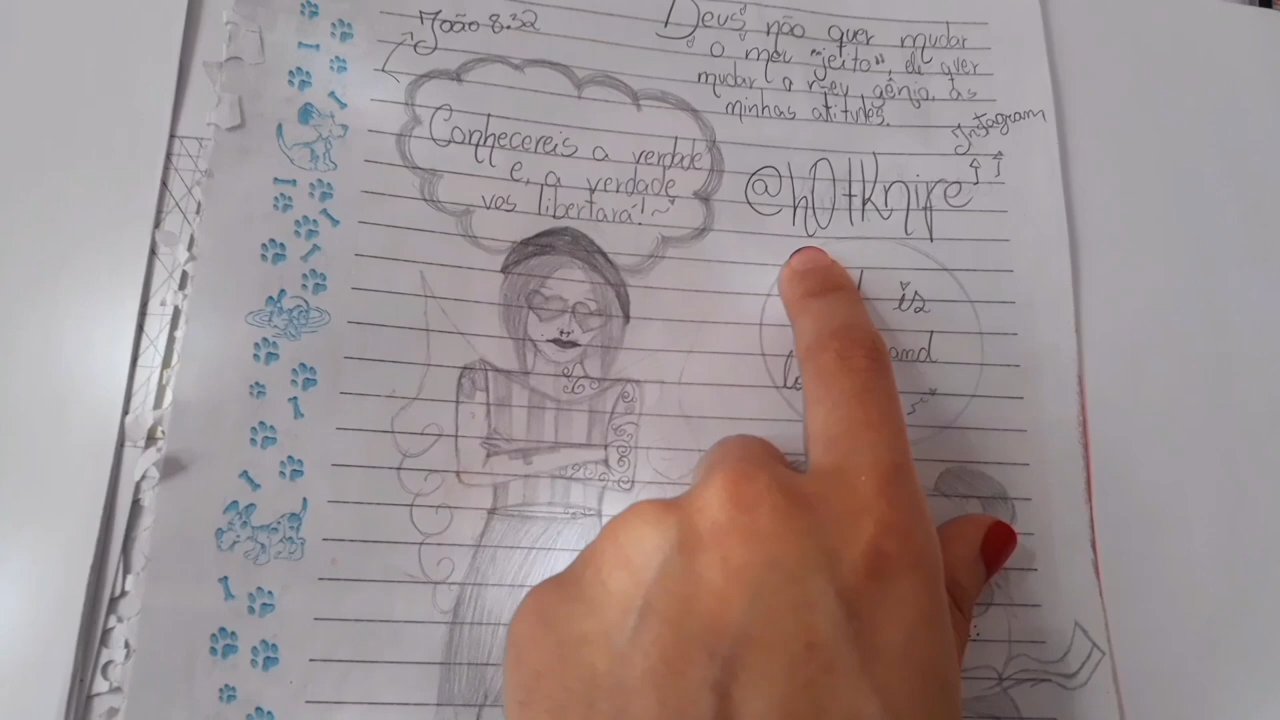 João 8.32
Deus não quer mudar
o meu "jeito", ele quer
mudar o meu gênio, as
minhas atitudes.
Instagram
@h0tKnife
Conhecereis a verdade
e, a verdade
vos libertará!~
is
and